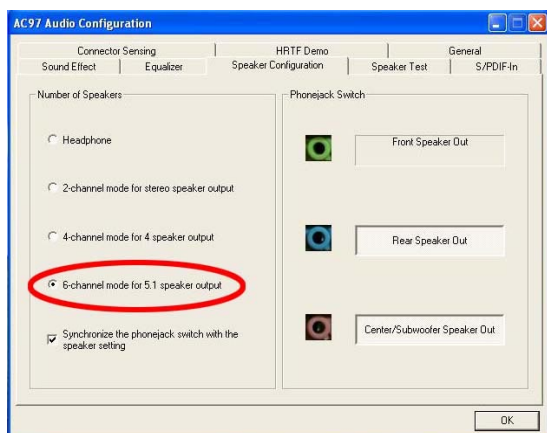 AC97 Audio Configuration
Connector Sensing
HRTF Demo
General
Sound Effect
Equalizer
Speaker Configuration
Speaker Test
S/PDIF-In
Number of Speakers
Headphone
2-channel mode for stereo speaker output
4-channel mode for 4 speaker output
6-channel mode for 5.1 speaker output
Synchronize the phonejack switch with the
speaker setting
Phonejack Switch
Front Speaker Out
Rear Speaker Out
Center/Subwoofer Speaker Out
OK